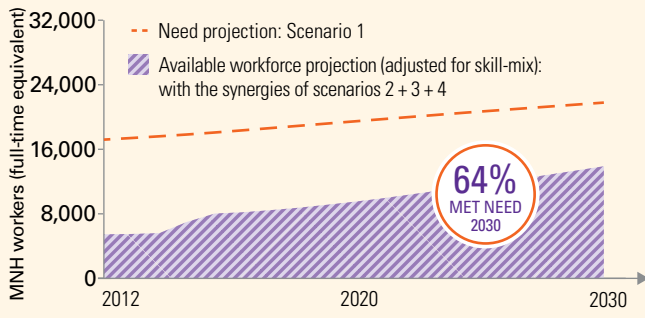 MNH workers (full-time equivalent)
32,000
24,000
16,000
8,000
0
Need projection: Scenario 1
Available workforce projection (adjusted for skill-mix):
with the synergies of scenarios 2 + 3 + 4
64%
MET NEED
2030
2012
2020
2030